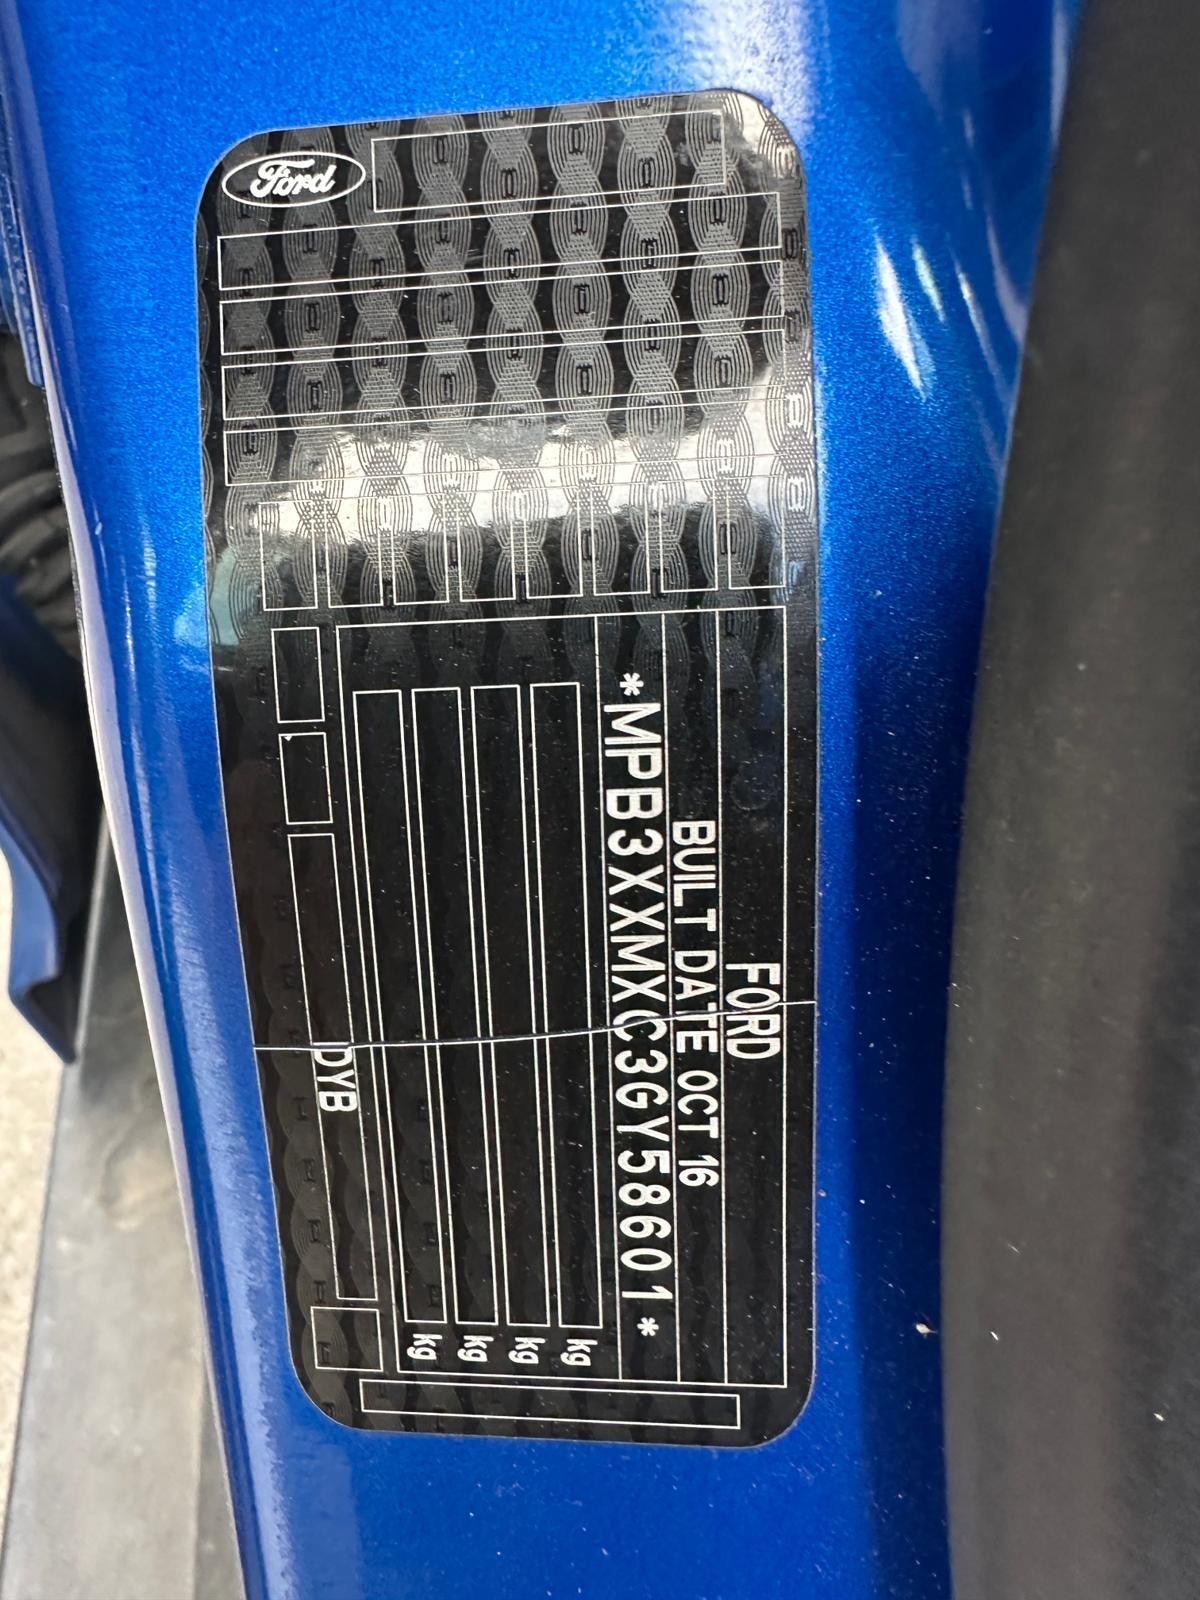 Ford
FORD
BUILT DATE OCT 16
*MPB3XXMXC3GY58601*
kg
kg
kg
kg
DYB